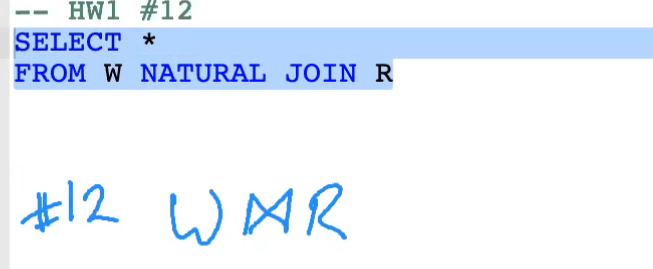 -- HW1 #12
SELECT *
FROM W NATURAL JOIN R
#12 W ⋈ R